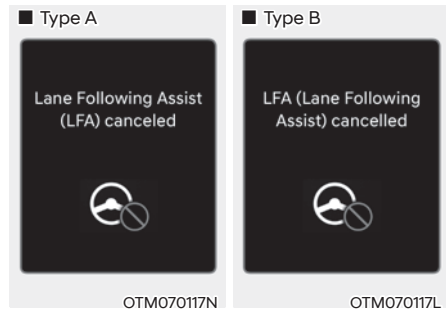 ■ Type A
Lane Following Assist
(LFA) canceled
OTM070117N
■ Type B
LFA (Lane Following
Assist) cancelled
OTM070117L